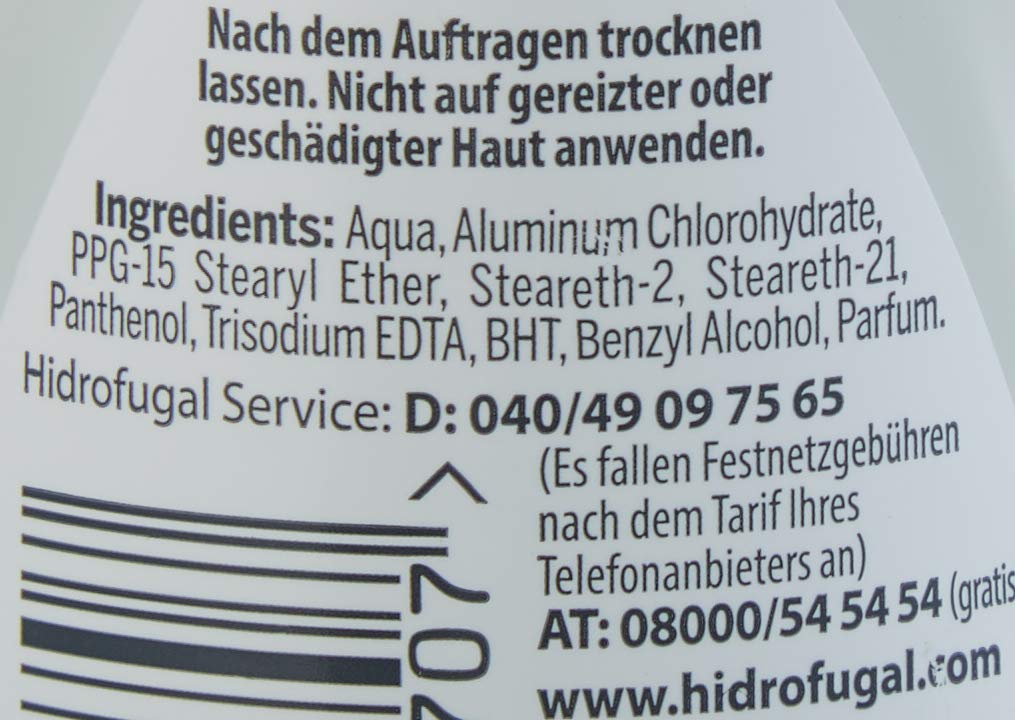 Nach dem Auftragen trocknen
lassen. Nicht auf gereizter oder
geschädigter Haut anwenden.
Ingredients: Aqua, Aluminum Chlorohydrate,
PPG-15 Stearyl Ether, Steareth-2, Steareth-21,
Panthenol, Trisodium EDTA, BHT, Benzyl Alcohol, Parfum.
Hidrofugal Service: D: 040/49 09 75 65
(Es fallen Festnetzgebühren
nach dem Tarif Ihres
Telefonanbieters an)
AT: 08000/54 54 54 (gratis
www.hidrofugal.com
707 >